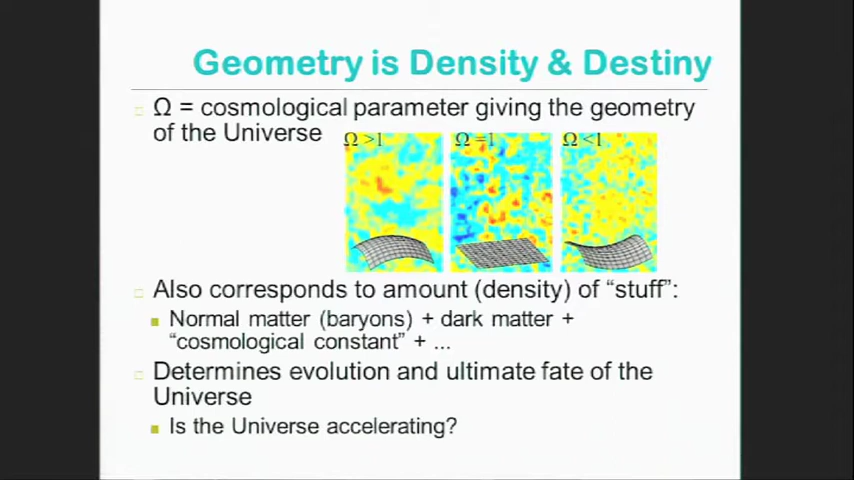 Geometry is Density & Destiny
Ω = cosmological parameter giving the geometry
of the Universe
Ω >1
Ω =1
Ω <1
Also corresponds to amount (density) of “stuff”:
Normal matter (baryons) + dark matter +
“cosmological constant” + ...
Determines evolution and ultimate fate of the
Universe
Is the Universe accelerating?